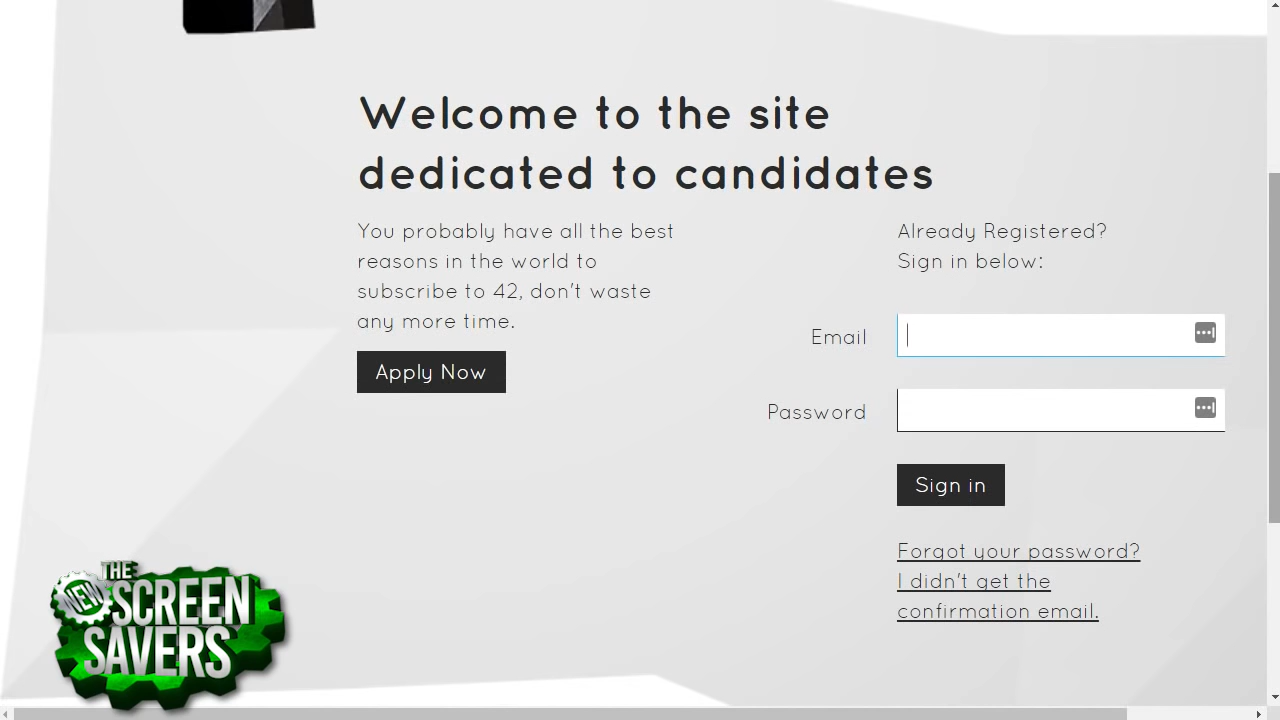 Welcome to the site
dedicated to candidates
You probably have all the best
reasons in the world to
subscribe to 42, don't waste
any more time.
Apply Now
Already Registered?
Sign in below:
Email
Password
Sign in
Forgot your password?
I didn't get the
confirmation email.
THE
NEW
SCREEN
SAVERS